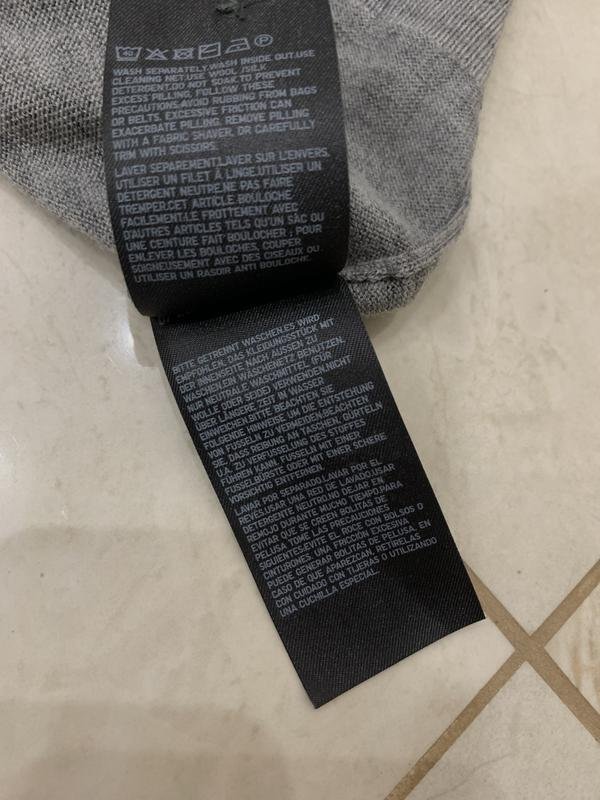 40 P
WASH SEPARATELY.WASH INSIDE OUT.USE
CLEANING NET.USE WOOL /SILK
DETERGENT.DO NOT SOAK TO PREVENT
EXCESS PILLING, FOLLOW THESE
PRECAUTIONS.AVOID RUBBING FROM BAGS
OR BELTS. EXCESSIVE FRICTION CAN
EXACERBATE PILLING. REMOVE PILLING
WITH A FABRIC SHAVER, OR CAREFULLY
TRIM WITH SCISSORS.
LAVER SEPAREMENT.LAVER SUR L'ENVERS.
UTILISER UN FILET À LINGE.UTILISER UN
DÉTERGENT NEUTRE.NE PAS FAIRE
TREMPER.CET ARTICLE BOULOCHE
FACILEMENT.LE FROTTEMENT AVEC
D'AUTRES ARTICLES TELS QU'UN SAC OU
UNE CEINTURE FAIT BOULOCHER ; POUR
ENLEVER LES BOULOCHES, COUPER
SOIGNEUSEMENT AVEC DES CISEAUX OU
UTILISER UN RASOIR ANTI BOULOCHE.
BITTE GETREINNT WASCHEN.ES WIRD
EMPFOHLEN, DAS KLEIDUNGSSTÜCK MIT
DER INNENSEITE NACH AUSSEN ZU
WASCHEN.EIN WÄSCHENETZ BENUTZEN.
NUR NEUTRALE WASCHMITTEL (FÜR
WOLLE ODER SEIDE) VERWENDEN.NICHT
ÜBER LÄNGERE ZEIT IN WASSER
EINWEICHEN.BITTE BEACHTEN SIE
FOLGENDE HINWEISE UM DIE ENTSTEHUNG
VON FUSSELN ZU VERMEIDEN.BEACHTEN
SIE, DASS REIBUNG AN TASCHEN, GÜRTELN
U.A. ZU VERFUSSELUNG DES STOFFES
FÜHREN KANN. FUSSELN MIT EINER
FUSSELBÜRSTE ODER MIT EINER SCHERE
VORSICHTIG ENTFERNEN.
LAVAR POR SEPARADO.LAVAR POR EL
REVÉS.USAR UNA RED DE LAVADO.USAR
DETERGENTE NEUTRO.NO DEJAR EN
REMOJO DURANTE MUCHO TIEMPO.PARA
EVITAR QUE SE CREEN BOLITAS DE
PELUSA, TOME LAS PRECAUCIONES
SIGUIENTES.EVITE EL ROCE CON BOLSOS O
CINTURONES. UNA FRICCIÓN EXCESIVA
PUEDE GENERAR BOLITAS DE PELUSA. EN
CASO DE QUE APAREZCAN, RETÍRELAS
CON CUIDADO CON TIJERAS O UTILIZANDO
UNA CUCHILLA ESPECIAL.